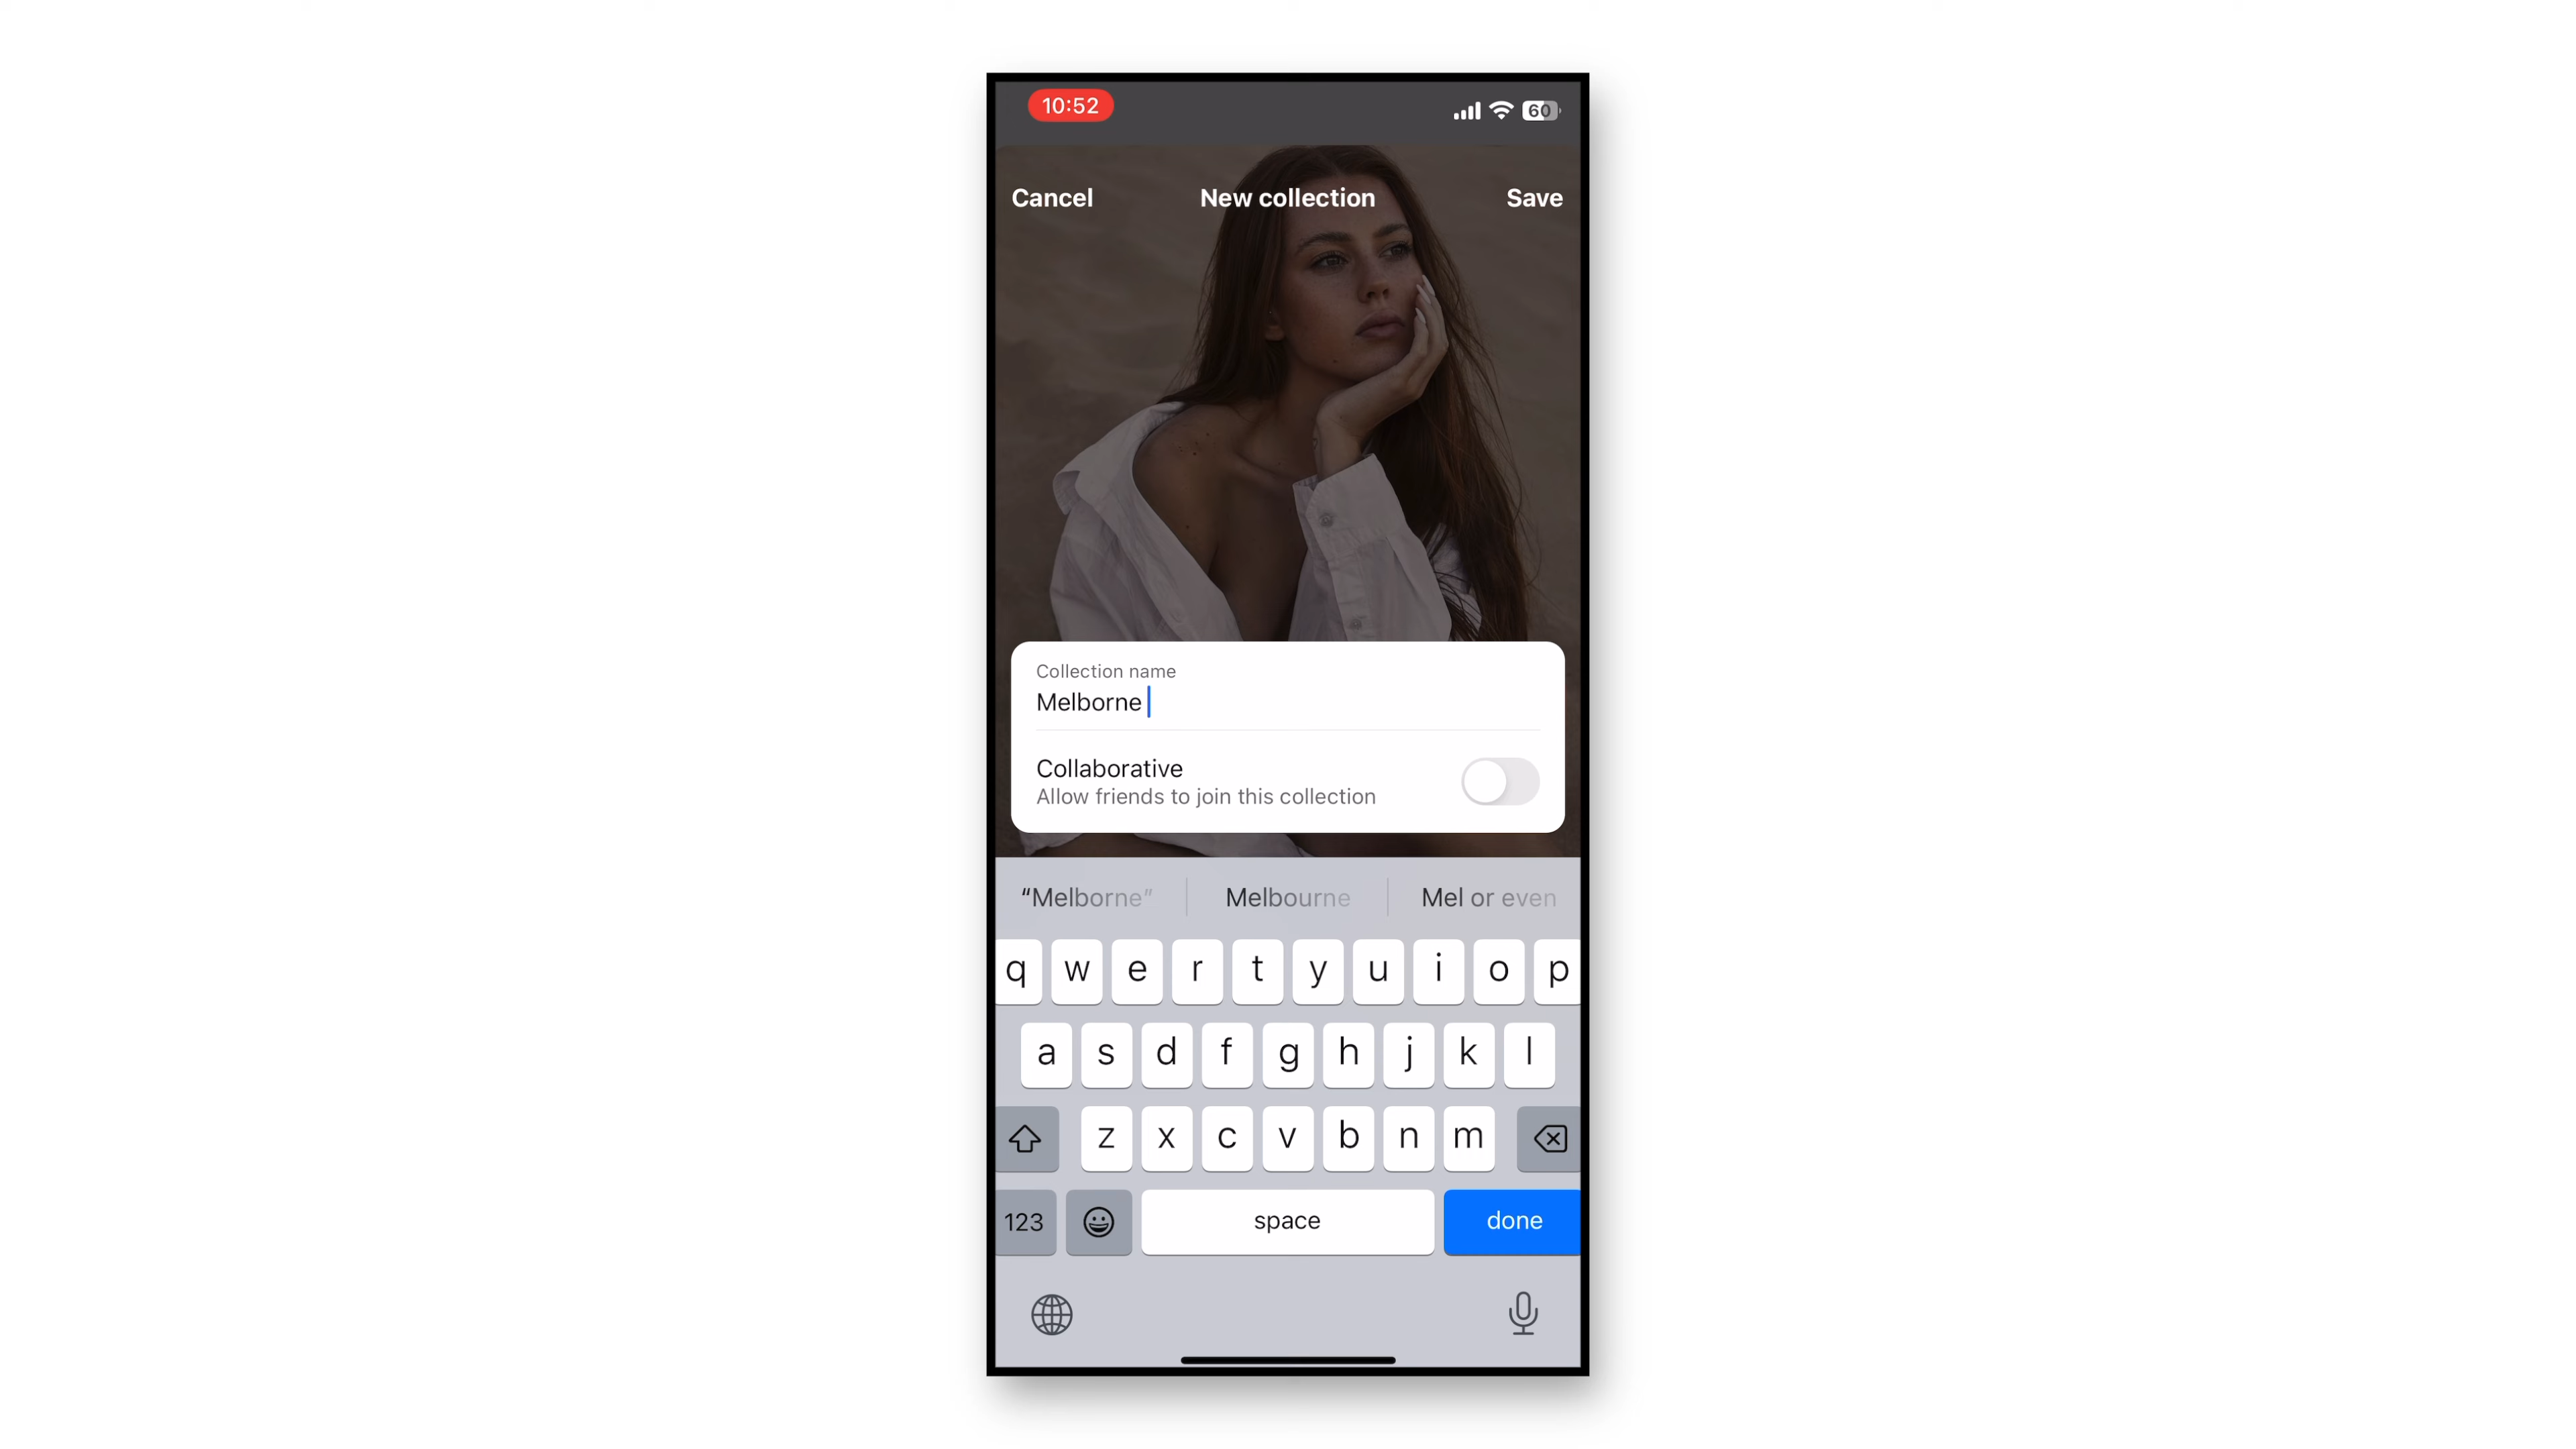 10:52
60
Cancel
New collection
Save
Collection name
Melborne
Collaborative
Allow friends to join this collection
“Melborne”
Melbourne
Mel or even
q w e r t y u i o p
a s d f g h j k l
z x c v b n m
123
space
done